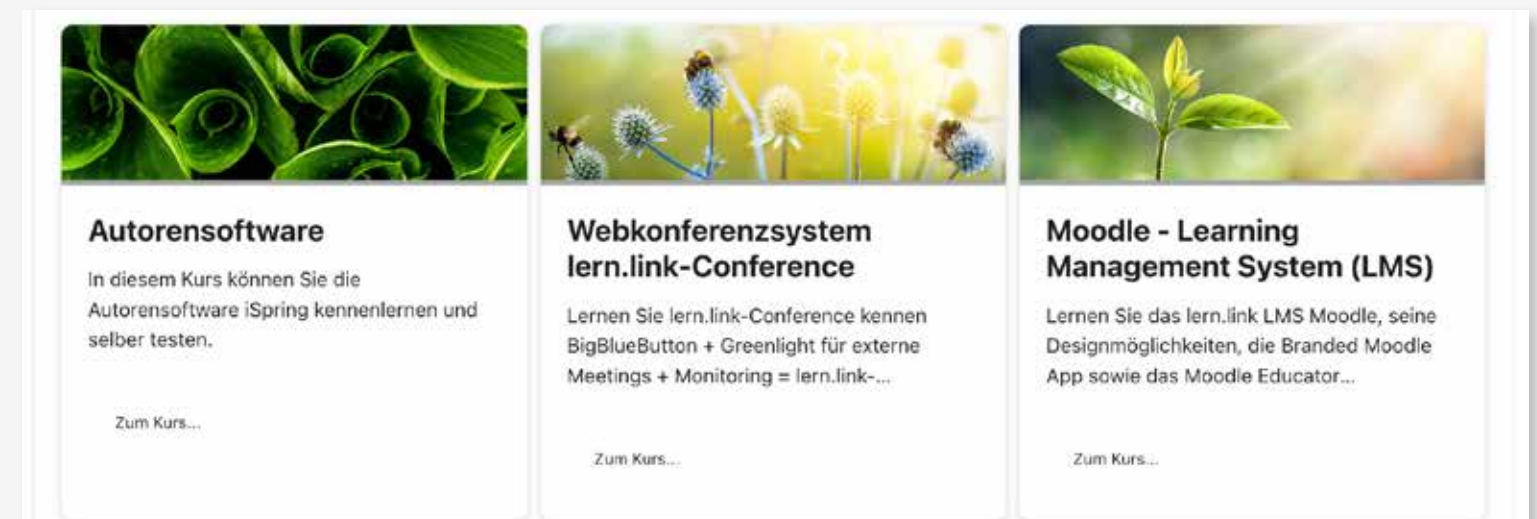 Autorensoftware
In diesem Kurs können Sie die
Autorensoftware iSpring kennenlernen und
selber testen.
Zum Kurs...
Webkonferenzsystem
lern.link-Conference
Lernen Sie lern.link-Conference kennen
BigBlueButton + Greenlight für externe
Meetings + Monitoring = lern.link-...
Zum Kurs...
Moodle - Learning
Management System (LMS)
Lernen Sie das lern.link LMS Moodle, seine
Designmöglichkeiten, die Branded Moodle
App sowie das Moodle Educator...
Zum Kurs...